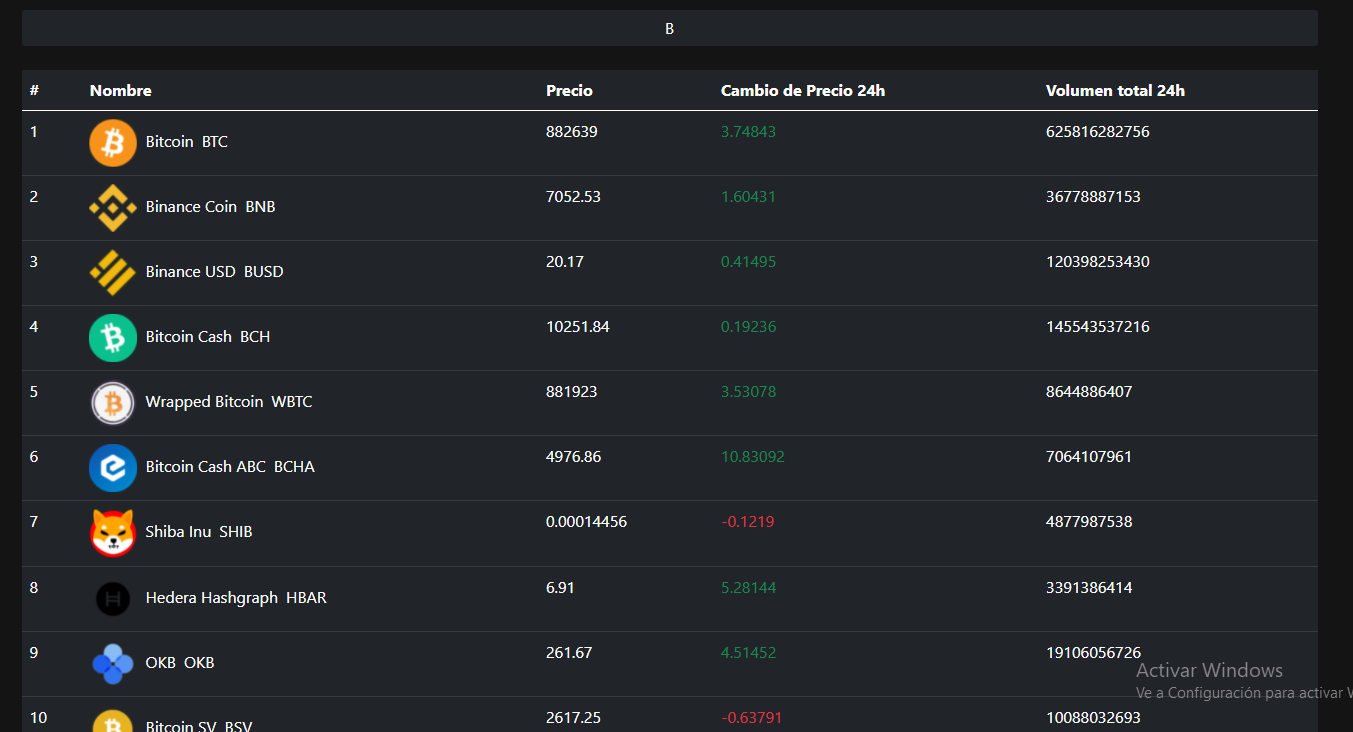 B
# Nombre Precio Cambio de Precio 24h Volumen total 24h
1 Bitcoin BTC 882639 3.74843 625816282756
2 Binance Coin BNB 7052.53 1.60431 36778887153
3 Binance USD BUSD 20.17 0.41495 120398253430
4 Bitcoin Cash BCH 10251.84 0.19236 145543537216
5 Wrapped Bitcoin WBTC 881923 3.53078 8644886407
6 Bitcoin Cash ABC BCHA 4976.86 10.83092 7064107961
7 Shiba Inu SHIB 0.00014456 -0.1219 4877987538
8 Hedera Hashgraph HBAR 6.91 5.28144 3391386414
9 OKB OKB 261.67 4.51452 19106056726
Activar Windows
Ve a Configuración para activar W
10 Bitcoin SV BSV 2617.25 -0.63791 10088032693